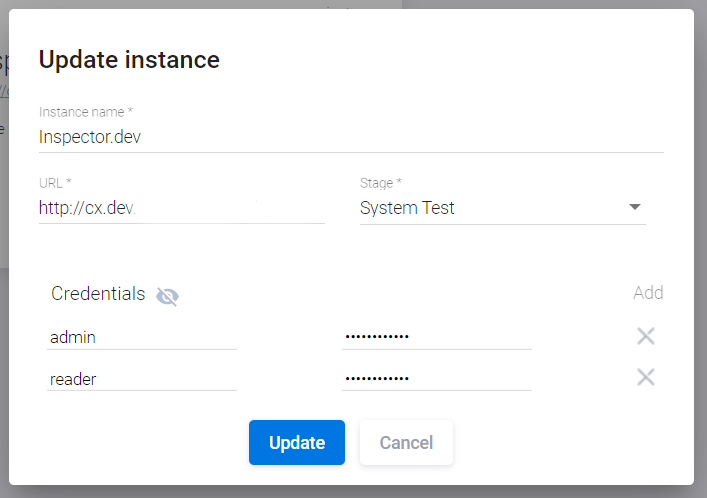 Update instance
Instance name *
Inspector.dev
URL *
Stage *
http://cx.dev.
System Test
Credentials
Add
admin
••••••••••••
reader
••••••••••••
Update
Cancel